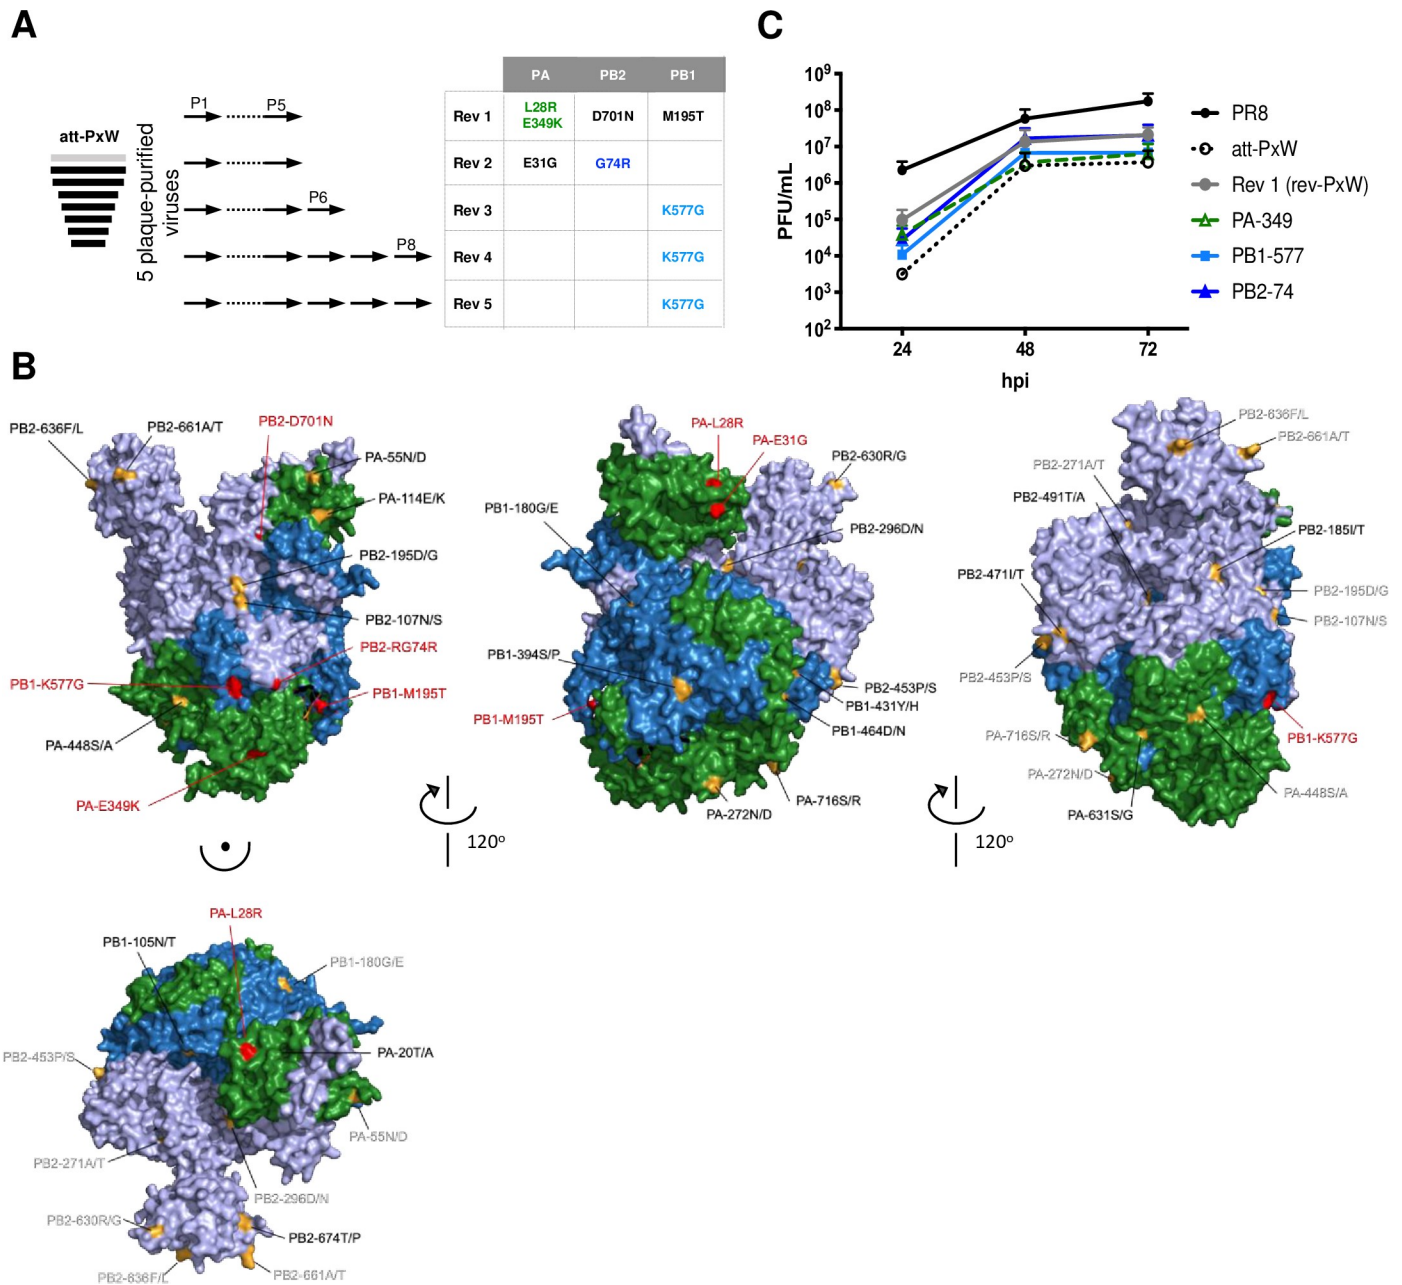 A
att-PxW
5 plaque-purified
viruses
P1
P5
P6
P8
PA PB2 PB1
Rev 1 L28R E349K D701N M195T
Rev 2 E31G G74R
Rev 3 K577G
Rev 4 K577G
Rev 5 K577G
C
PFU/mL
10⁹
10⁸
10⁷
10⁶
10⁵
10⁴
10³
10²
24 48 72
hpi
PR8
att-PxW
Rev 1 (rev-PxW)
PA-349
PB1-577
PB2-74
B
PB2-636F/L
PB2-661A/T
PB2-D701N
PA-55N/D
PA-114E/K
PB2-195D/G
PB2-107N/S
PB2-RG74R
PB1-K577G
PB1-M195T
PA-448S/A
PA-E349K
120º
PA-L28R
PA-E31G
PB2-630R/G
PB1-180G/E
PB2-296D/N
PB1-394S/P
PB1-M195T
PB2-453P/S
PB1-431Y/H
PB1-464D/N
PA-716S/R
PA-272N/D
120º
PB2-636F/L
PB2-661A/T
PB2-271A/T
PB2-491T/A
PB2-185I/T
PB2-471I/T
PB2-195D/G
PB2-107N/S
PB2-453P/S
PA-716S/R
PB1-K577G
PA-272N/D
PA-448S/A
PA-631S/G
PA-L28R
PB1-105N/T
PB1-180G/E
PB2-453P/S
PA-20T/A
PA-55N/D
PB2-271A/T
PB2-296D/N
PB2-630R/G
PB2-674T/P
PB2-636F/L
PB2-661A/T